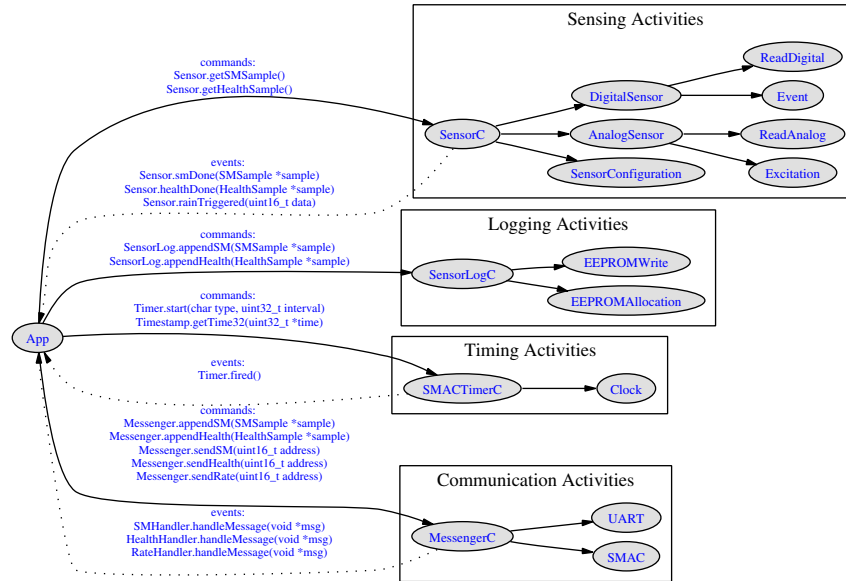 Sensing Activities
commands:
Sensor.getSMSample()
Sensor.getHealthSample()
ReadDigital
DigitalSensor
Event
SensorC
AnalogSensor
ReadAnalog
SensorConfiguration
Excitation
events:
Sensor.smDone(SMSample *sample)
Sensor.healthDone(HealthSample *sample)
Sensor.rainTriggered(uint16_t data)
Logging Activities
commands:
SensorLog.appendSM(SMSample *sample)
SensorLog.appendHealth(HealthSample *sample)
SensorLogC
EEPROMWrite
EEPROMAllocation
commands:
Timer.start(char type, uint32_t interval)
Timestamp.getTime32(uint32_t *time)
App
Timing Activities
events:
Timer.fired()
SMACTimerC
Clock
commands:
Messenger.appendSM(SMSample *sample)
Messenger.appendHealth(HealthSample *sample)
Messenger.sendSM(uint16_t address)
Messenger.sendHealth(uint16_t address)
Messenger.sendRate(uint16_t address)
Communication Activities
events:
SMHandler.handleMessage(void *msg)
HealthHandler.handleMessage(void *msg)
RateHandler.handleMessage(void *msg)
MessengerC
UART
SMAC